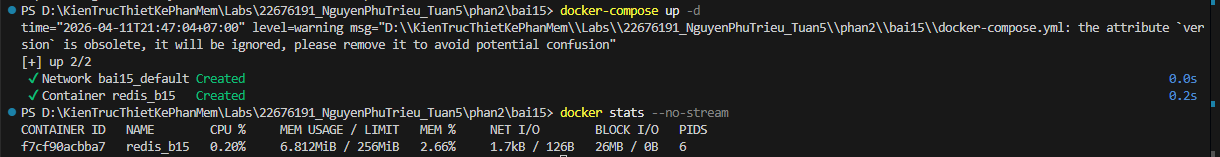 PS D:\KienTrucThietKePhanMem\Labs\22676191_NguyenPhuTrieu_Tuan5\phan2\bai15> docker-compose up -d
time="2026-04-11T21:47:04+07:00" level=warning msg="D:\\KienTrucThietKePhanMem\\Labs\\22676191_NguyenPhuTrieu_Tuan5\\phan2\\bai15\\docker-compose.yml: the attribute `ver
sion` is obsolete, it will be ignored, please remove it to avoid potential confusion"
[+] up 2/2
✔ Network bai15_default Created 0.0s
✔ Container redis_b15 Created 0.2s
PS D:\KienTrucThietKePhanMem\Labs\22676191_NguyenPhuTrieu_Tuan5\phan2\bai15> docker stats --no-stream
CONTAINER ID NAME CPU % MEM USAGE / LIMIT MEM % NET I/O BLOCK I/O PIDS
f7cf90acbba7 redis_b15 0.20% 6.812MiB / 256MiB 2.66% 1.7kB / 126B 26MB / 0B 6